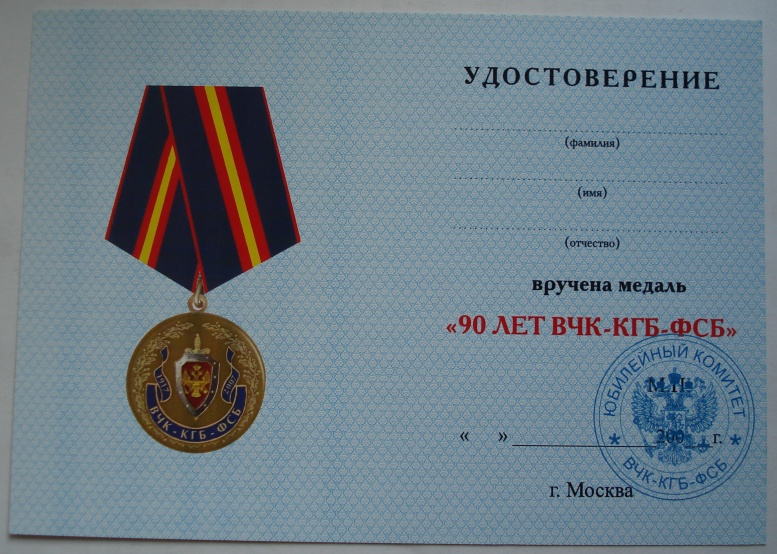 УДОСТОВЕРЕНИЕ
(фамилия)
(имя)
(отчество)
вручена медаль
«90 ЛЕТ ВЧК-КГБ-ФСБ»
М.П.
« » 200 г.
г. Москва
ЮБИЛЕЙНЫЙ КОМИТЕТ
ВЧК-КГБ-ФСБ
1917 2007
ВЧК-КГБ-ФСБ